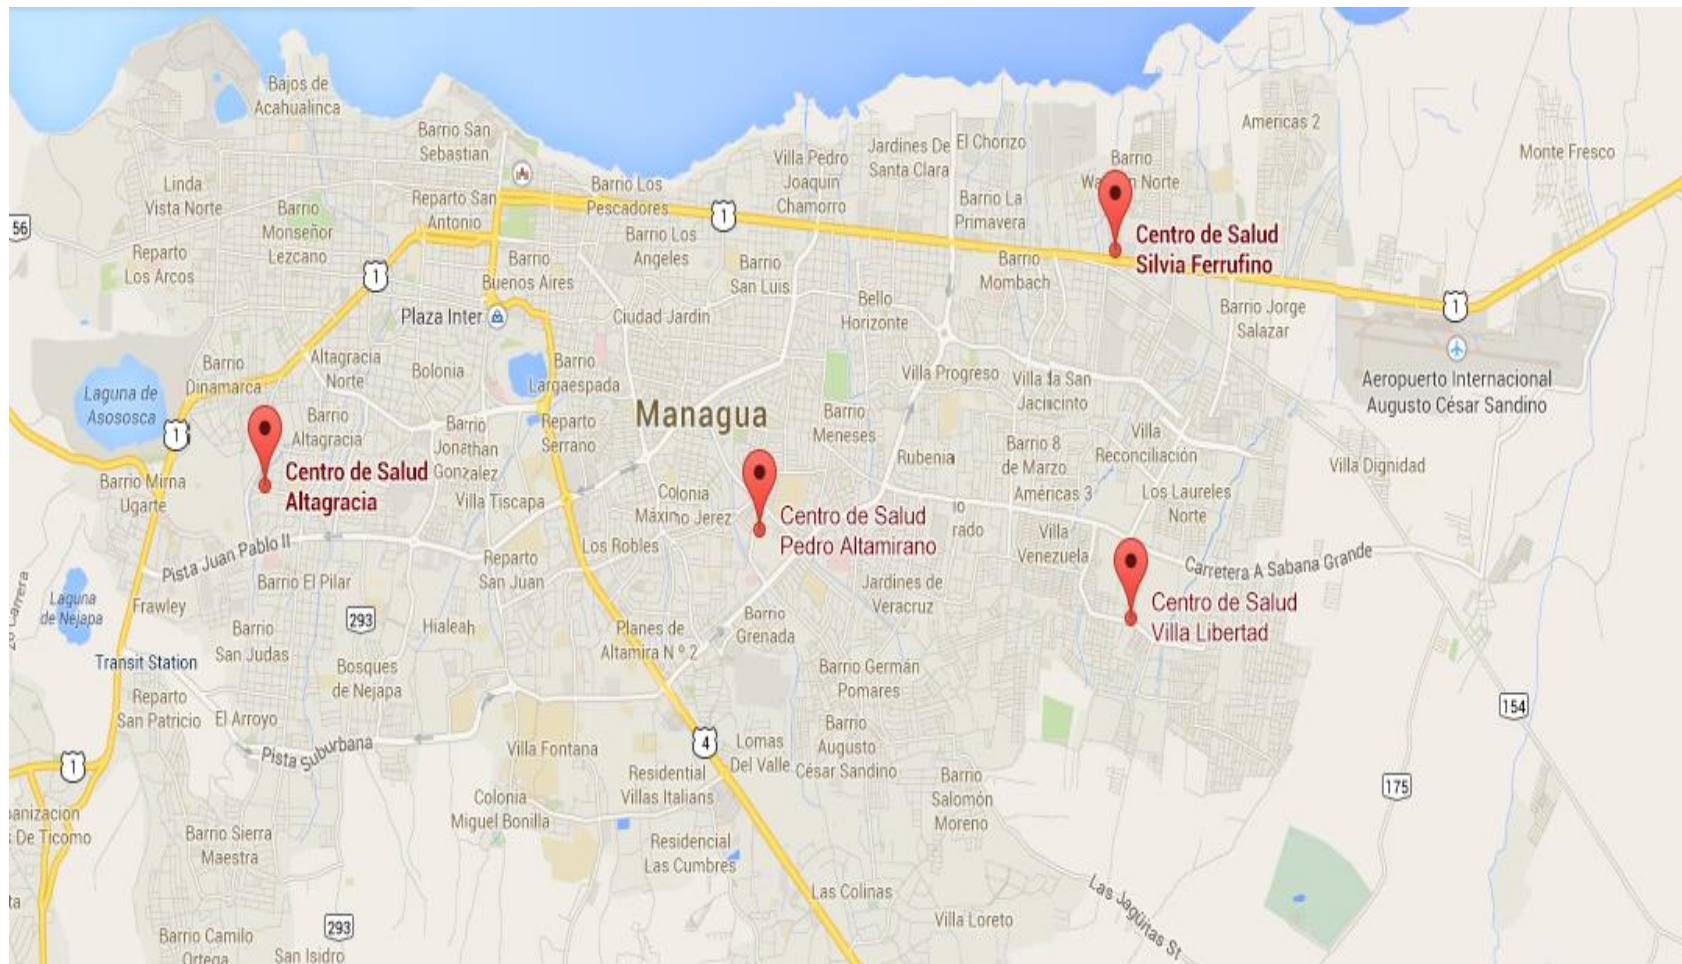 Bajos de
Acahualinca
Barrio San
Sebastian
Linda
Vista Norte
Barrio
Monseñor
Lezcano
Reparto San
Antonio
Barrio Los
Pescadores
Villa Pedro
Joaquin
Chamorro
Jardines De
Santa Clara
El Chorizo
Barrio La
Primavera
Barrio
Norte
Americas 2
Monte Fresco
56
1
Reparto
Los Arcos
1
Barrio
Buenos Aires
Barrio Los
Angeles
Barrio
San Luis
Barrio
Mombach
Centro de Salud
Silvia Ferrufino
1
Plaza Inter
Ciudad Jardin
Bello
Horizonte
Barrio Jorge
Salazar
Laguna de
Asososca
Barrio
Dinamarca
Altagracia
Norte
Bolonia
Barrio
Largaespada
Villa Progreso
Villa la San
Jacincinto
Aeropuerto Internacional
Augusto César Sandino
1
Barrio
Altagracia
Barrio
Jonathan
Gonzalez
Reparto
Serrano
Managua
Barrio
Meneses
Rubenia
Barrio 8
de Marzo
Villa
Reconciliación
Villa Dignidad
Barrio Mirna
Ugarte
Centro de Salud
Altagracia
Villa Tiscapa
Colonia
Máximo Jerez
Centro de Salud
Pedro Altamirano
Américas 3
Los Laureles
Norte
rado
Pista Juan Pablo II
Reparto
San Juan
Los Robles
Villa
Venezuela
Carretera A Sabana Grande
Barrio El Pilar
Jardines de
Veracruz
Laguna
de Nejapa
Frawley
293
Hialeah
Planes de
Altamira N º 2
Barrio
Grenada
Centro de Salud
Villa Libertad
Barrio
San Judas
Transit Station
Bosques
de Nejapa
Barrio Germán
Pomares
Reparto
San Patricio
El Arroyo
Pista Suburbana
Villa Fontana
4
Lomas
Del Valle
Barrio
Augusto
César Sandino
154
1
Residential
Villas Italians
Barrio
Salomón
Moreno
175
anizacion
De Ticomo
Barrio Sierra
Maestra
Colonia
Miguel Bonilla
Residencial
Las Cumbres
Las Colinas
Las Jagüitas St
Villa Loreto
293
Barrio Camilo
Ortega
San Isidro
ta